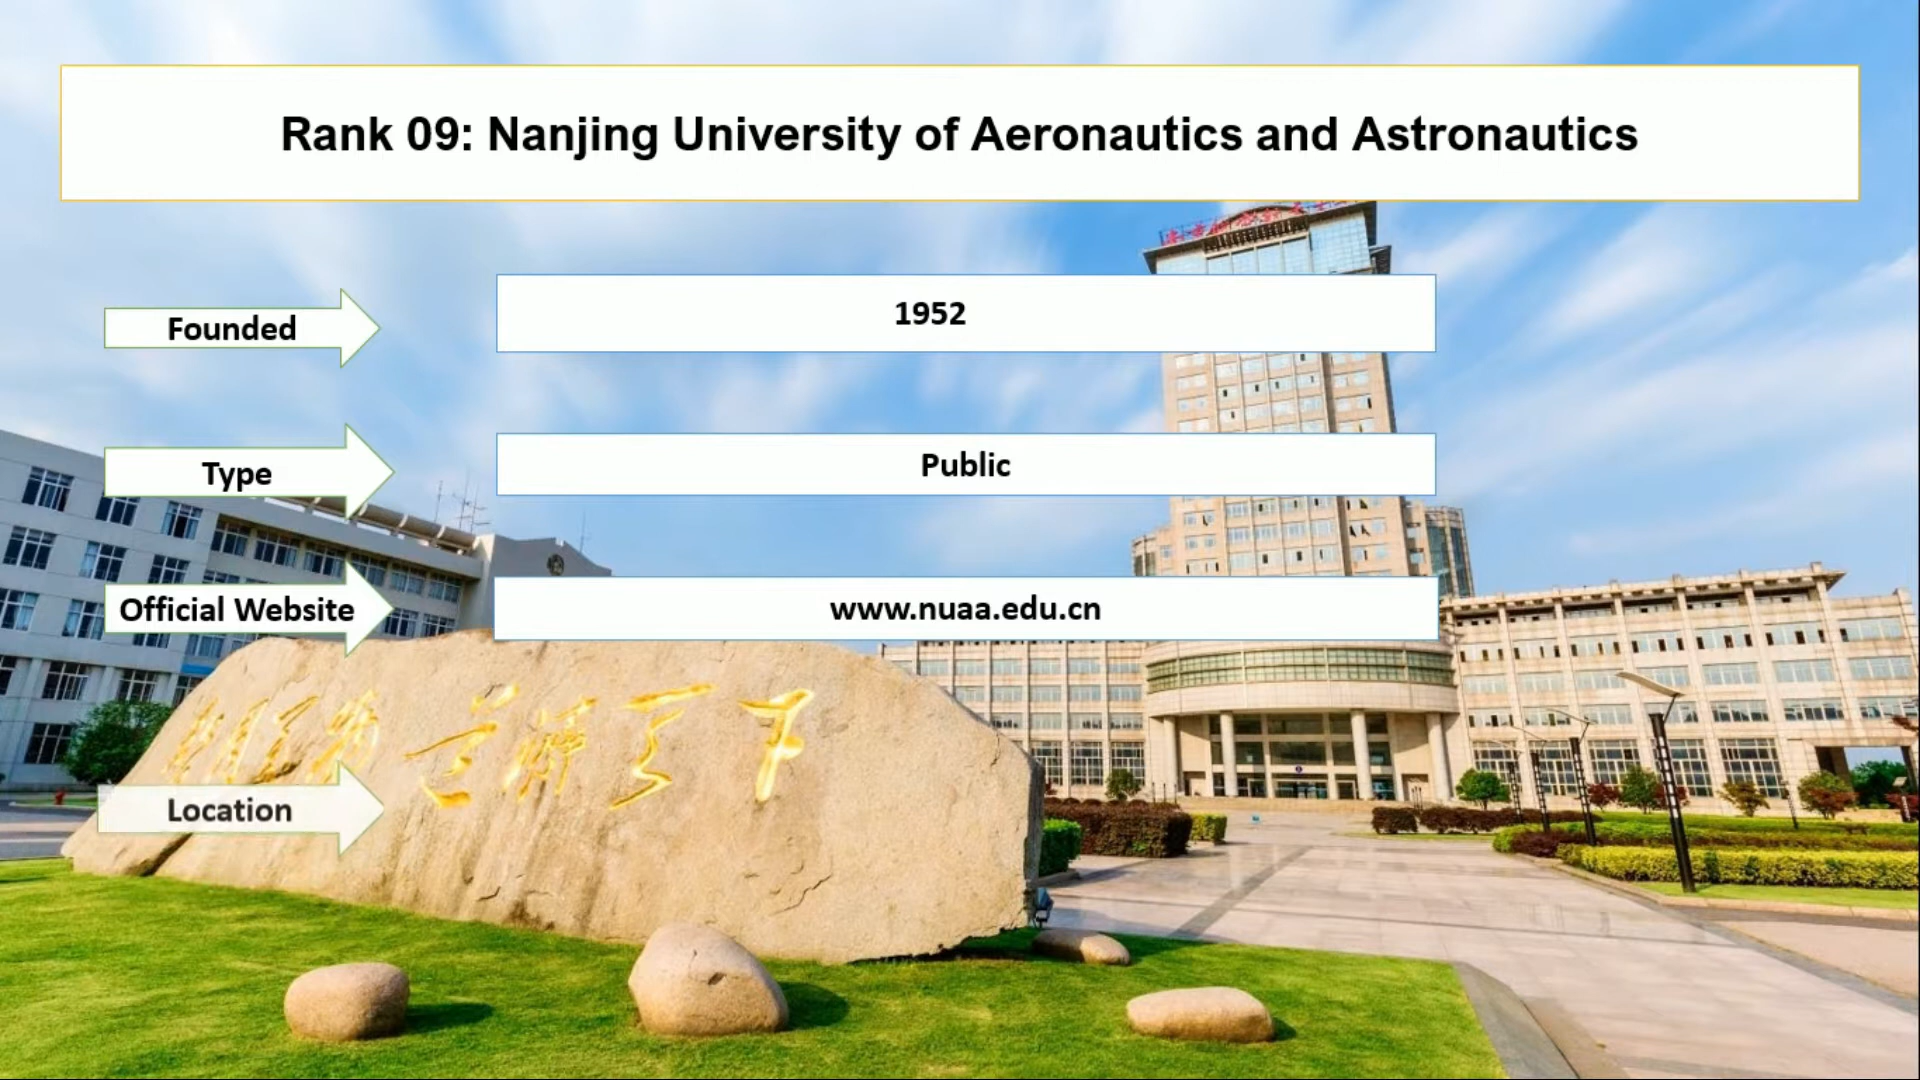 Rank 09: Nanjing University of Aeronautics and Astronautics
Founded
1952
Type
Public
Official Website
www.nuaa.edu.cn
Location